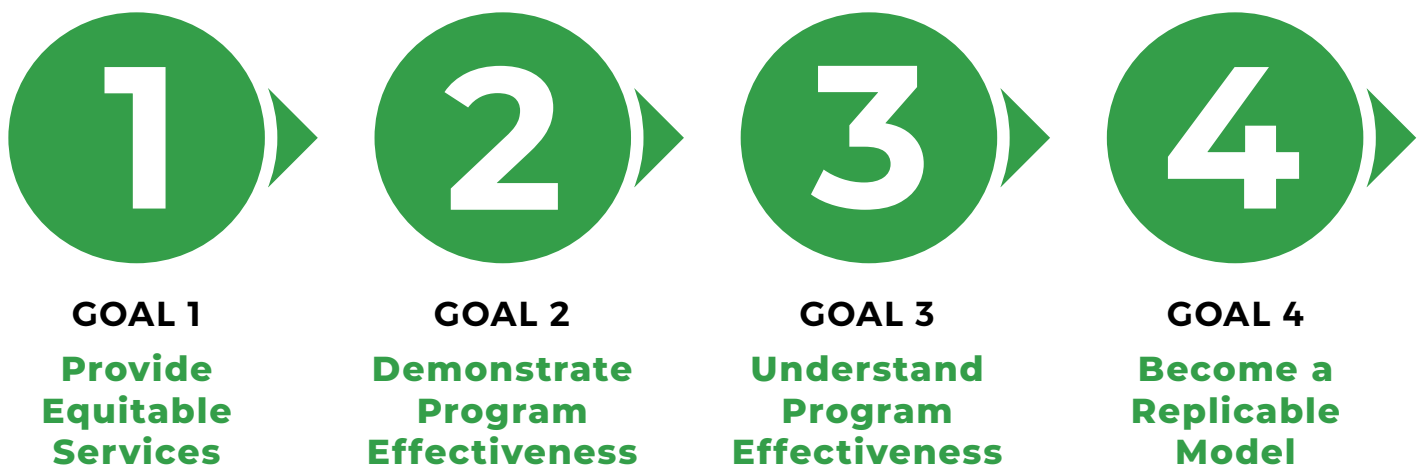 1
2
3
4
GOAL 1
Provide
Equitable
Services
GOAL 2
Demonstrate
Program
Effectiveness
GOAL 3
Understand
Program
Effectiveness
GOAL 4
Become a
Replicable
Model